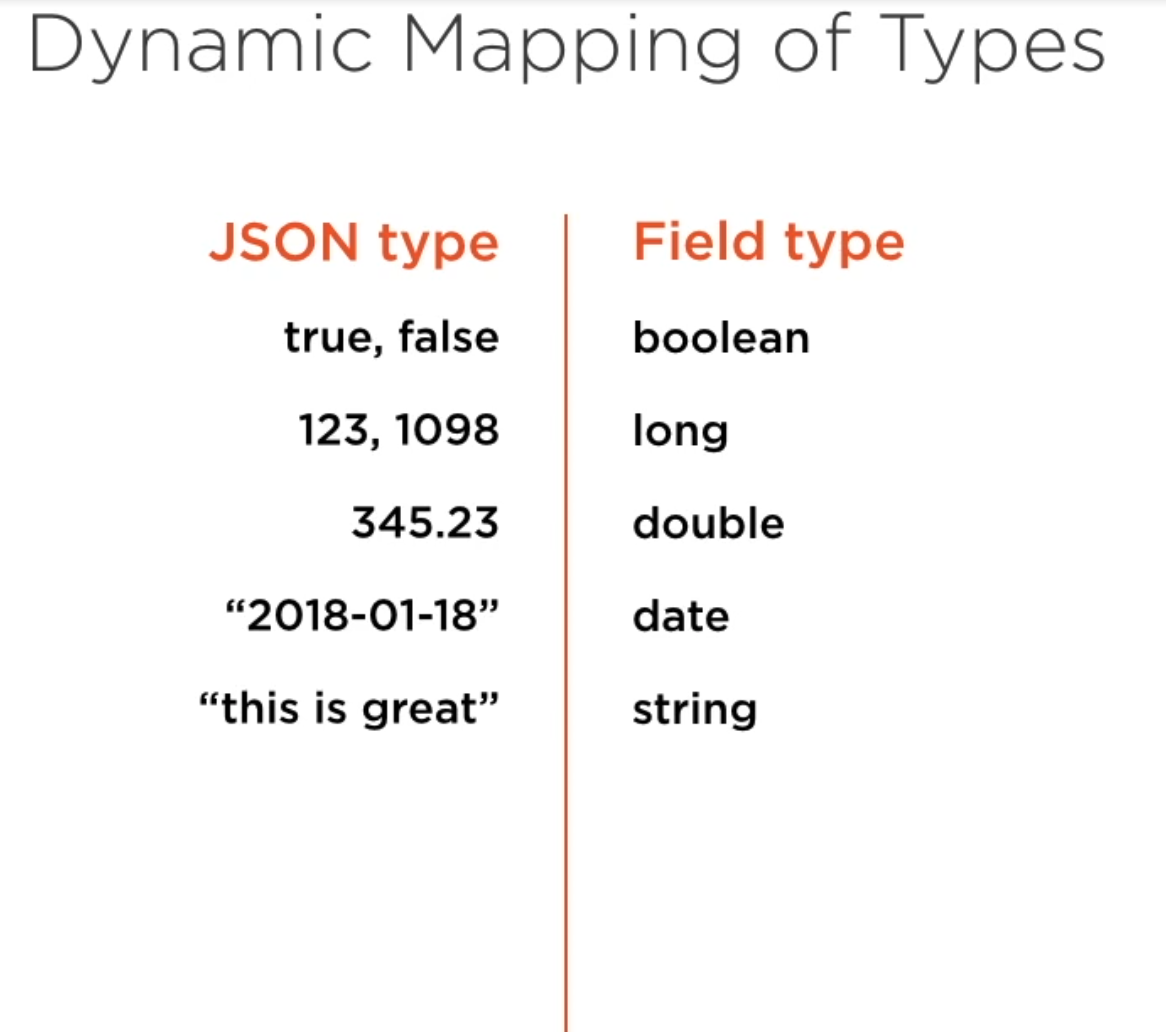 Dynamic Mapping of Types
JSON type Field type
true, false boolean
123, 1098 long
345.23 double
“2018-01-18” date
“this is great” string